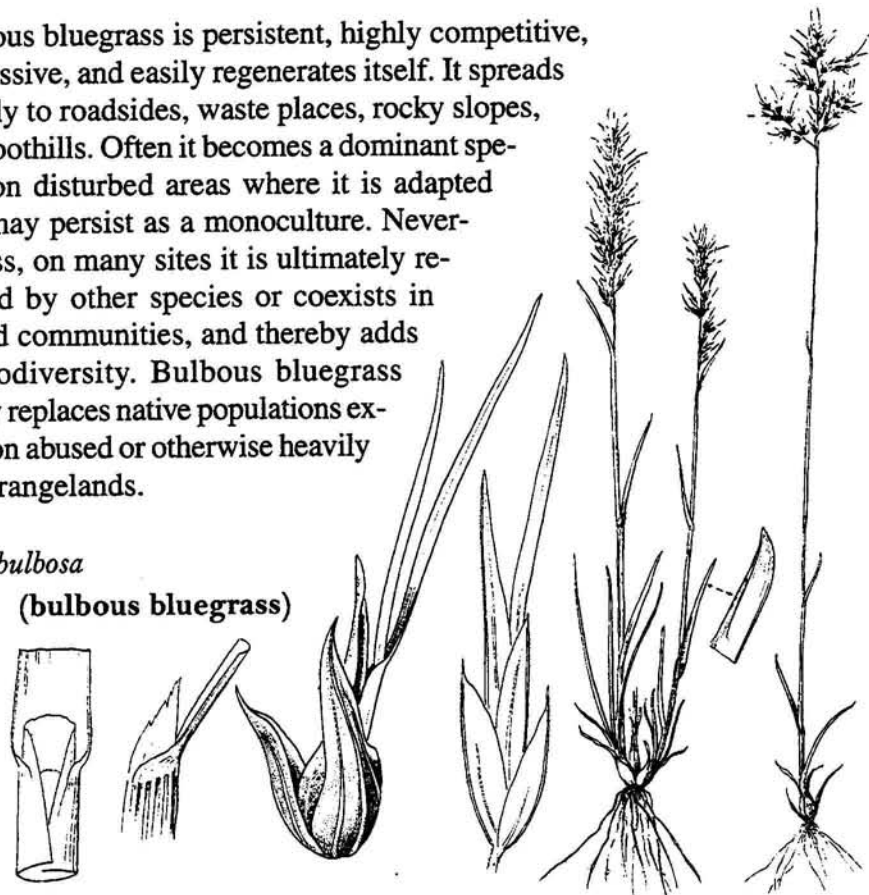 ous bluegrass is persistent, highly competitive,
essive, and easily regenerates itself. It spreads
ly to roadsides, waste places, rocky slopes,
oothills. Often it becomes a dominant spe-
on disturbed areas where it is adapted
may persist as a monoculture. Never-
ss, on many sites it is ultimately re-
d by other species or coexists in
d communities, and thereby adds
odiversity. Bulbous bluegrass
replaces native populations ex-
on abused or otherwise heavily
rangelands.
bulbosa
(bulbous bluegrass)